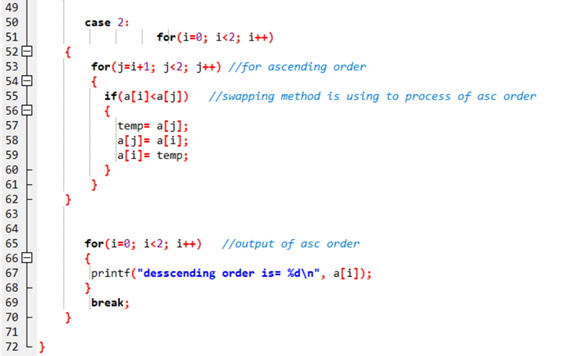 49
50 case 2:
51 for(i=0; i<2; i++)
52 {
53 for(j=i+1; j<2; j++) //for ascending order
54 {
55 if(a[i]<a[j]) //swapping method is using to process of asc order
56 {
57 temp= a[j];
58 a[j]= a[i];
59 a[i]= temp;
60 }
61 }
62 }
63
64
65 for(i=0; i<2; i++) //output of asc order
66 {
67 printf("desscending order is= %d\n", a[i]);
68 }
69 break;
70 }
71
72 }